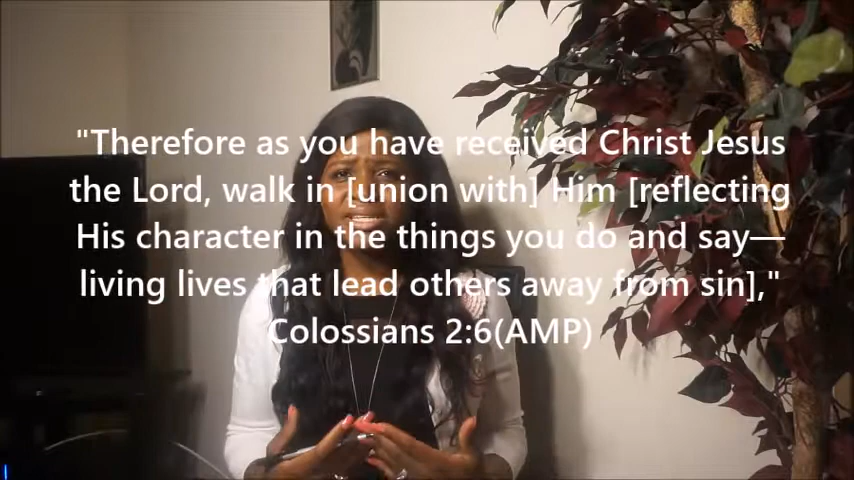 "Therefore as you have received Christ Jesus
the Lord, walk in [union with] Him [reflecting
His character in the things you do and say—
living lives that lead others away from sin],"
Colossians 2:6(AMP)